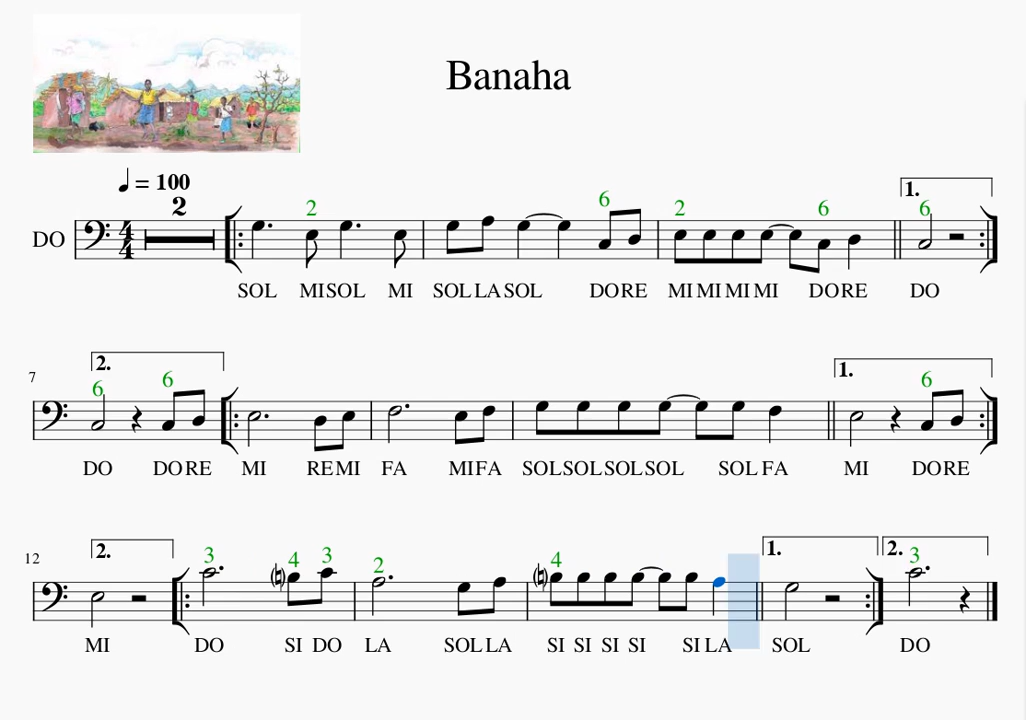 Banaha
= 100
2
2 6 2 6 1. 6
DO
4
4
SOL MI SOL MI SOL LA SOL DO RE MI MI MI MI DO RE DO
7
2. 6 6 1. 6
DO DO RE MI RE MI FA MI FA SOL SOL SOL SOL SOL FA MI DO RE
12
2. 3 4 3 2 4 1. 2. 3
MI DO SI DO LA SOL LA SI SI SI SI SI LA SOL DO